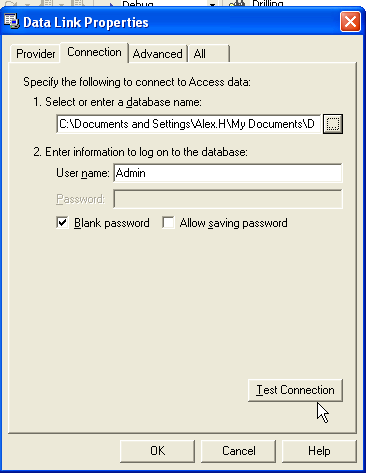 Debug
Drilling
Data Link Properties
Provider Connection Advanced All
Specify the following to connect to Access data:
1. Select or enter a database name:
C:\Documents and Settings\Alex.H\My Documents\D ...
2. Enter information to log on to the database:
User name: Admin
Password:
Blank password Allow saving password
Test Connection
OK Cancel Help